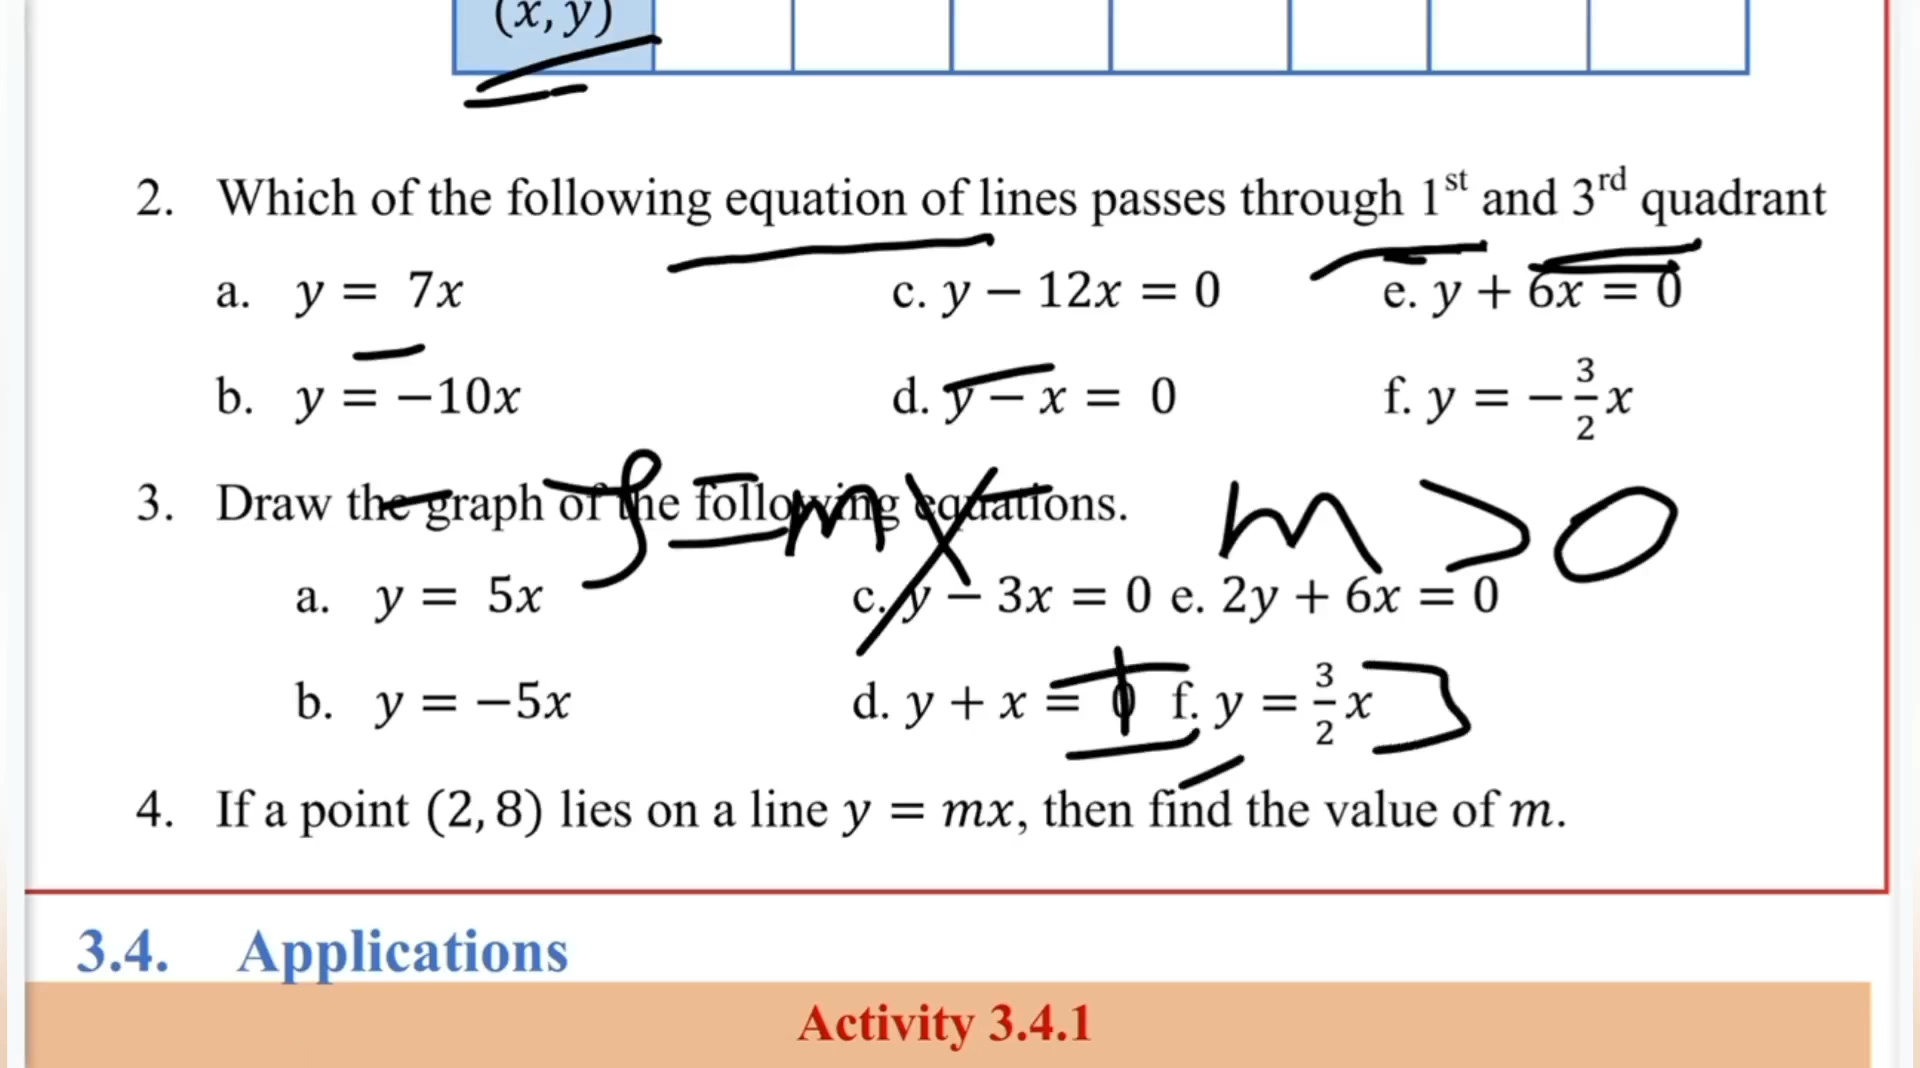 (x, y)
2. Which of the following equation of lines passes through 1st and 3rd quadrant
a. y = 7x c. y − 12x = 0 e. y + 6x = 0
b. y = −10x d. y − x = 0 f. y = −3/2 x
3. Draw the graph of the following equations.
y = mx m > 0
a. y = 5x c. y − 3x = 0 e. 2y + 6x = 0
b. y = −5x d. y + x = 0 f. y = 3/2 x
4. If a point (2, 8) lies on a line y = mx, then find the value of m.
3.4. Applications
Activity 3.4.1